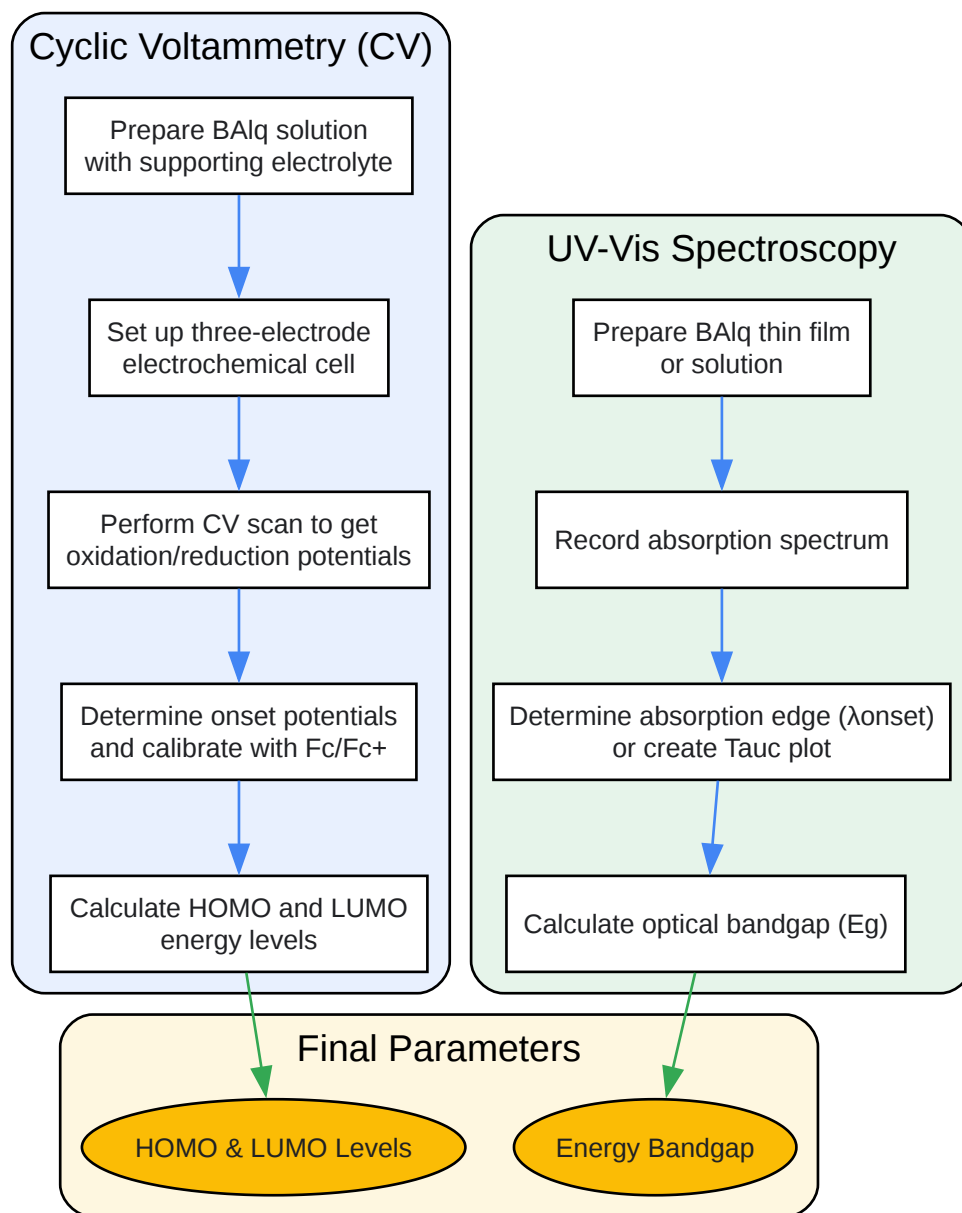 Cyclic Voltammetry (CV)
Prepare BAlq solution
with supporting electrolyte
Set up three-electrode
electrochemical cell
Perform CV scan to get
oxidation/reduction potentials
Determine onset potentials
and calibrate with Fc/Fc+
Calculate HOMO and LUMO
energy levels
UV-Vis Spectroscopy
Prepare BAlq thin film
or solution
Record absorption spectrum
Determine absorption edge (λonset)
or create Tauc plot
Calculate optical bandgap (Eg)
Final Parameters
HOMO & LUMO Levels
Energy Bandgap